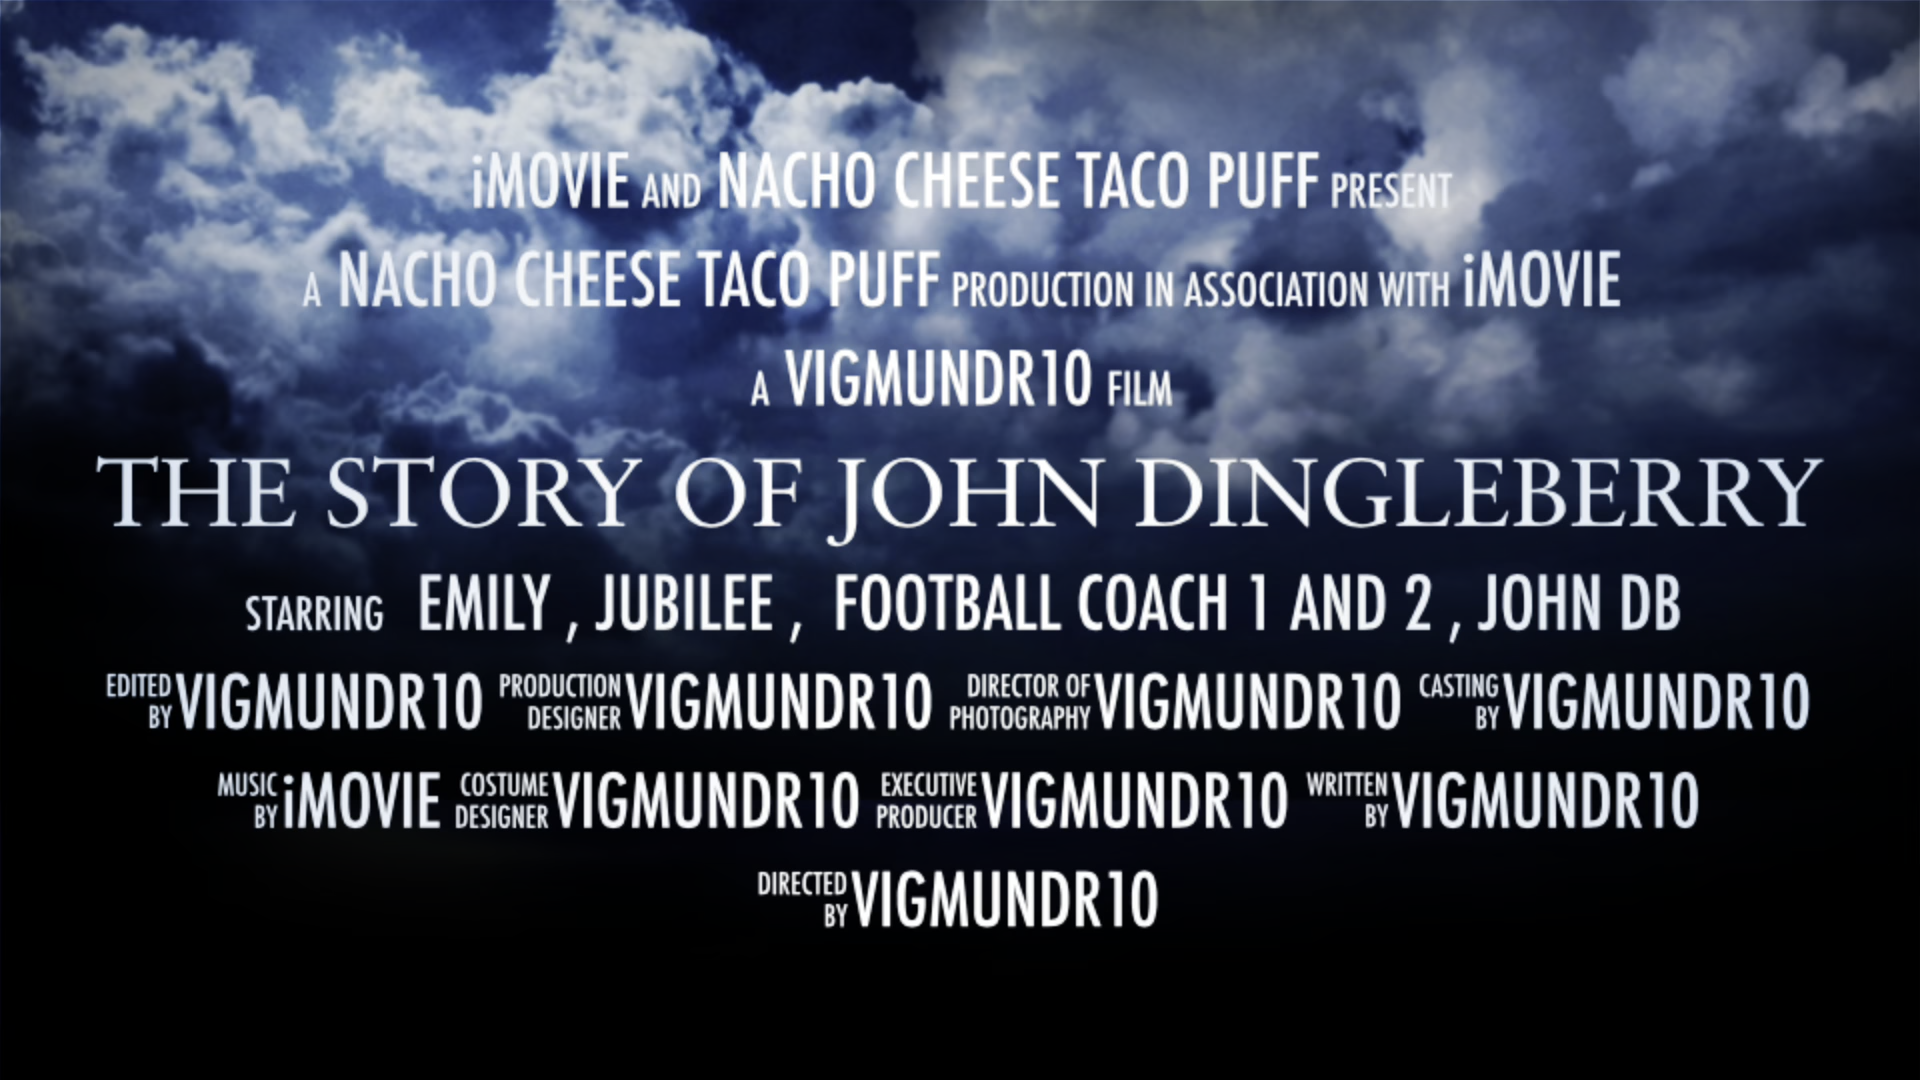 iMOVIE AND NACHO CHEESE TACO PUFF PRESENT
A NACHO CHEESE TACO PUFF PRODUCTION IN ASSOCIATION WITH iMOVIE
A VIGMUNDR10 FILM
THE STORY OF JOHN DINGLEBERRY
STARRING EMILY , JUBILEE , FOOTBALL COACH 1 AND 2 , JOHN DB
EDITED BY VIGMUNDR10 PRODUCTION DESIGNER VIGMUNDR10 DIRECTOR OF PHOTOGRAPHY VIGMUNDR10 CASTING BY VIGMUNDR10
MUSIC BY iMOVIE COSTUME DESIGNER VIGMUNDR10 EXECUTIVE PRODUCER VIGMUNDR10 WRITTEN BY VIGMUNDR10
DIRECTED BY VIGMUNDR10